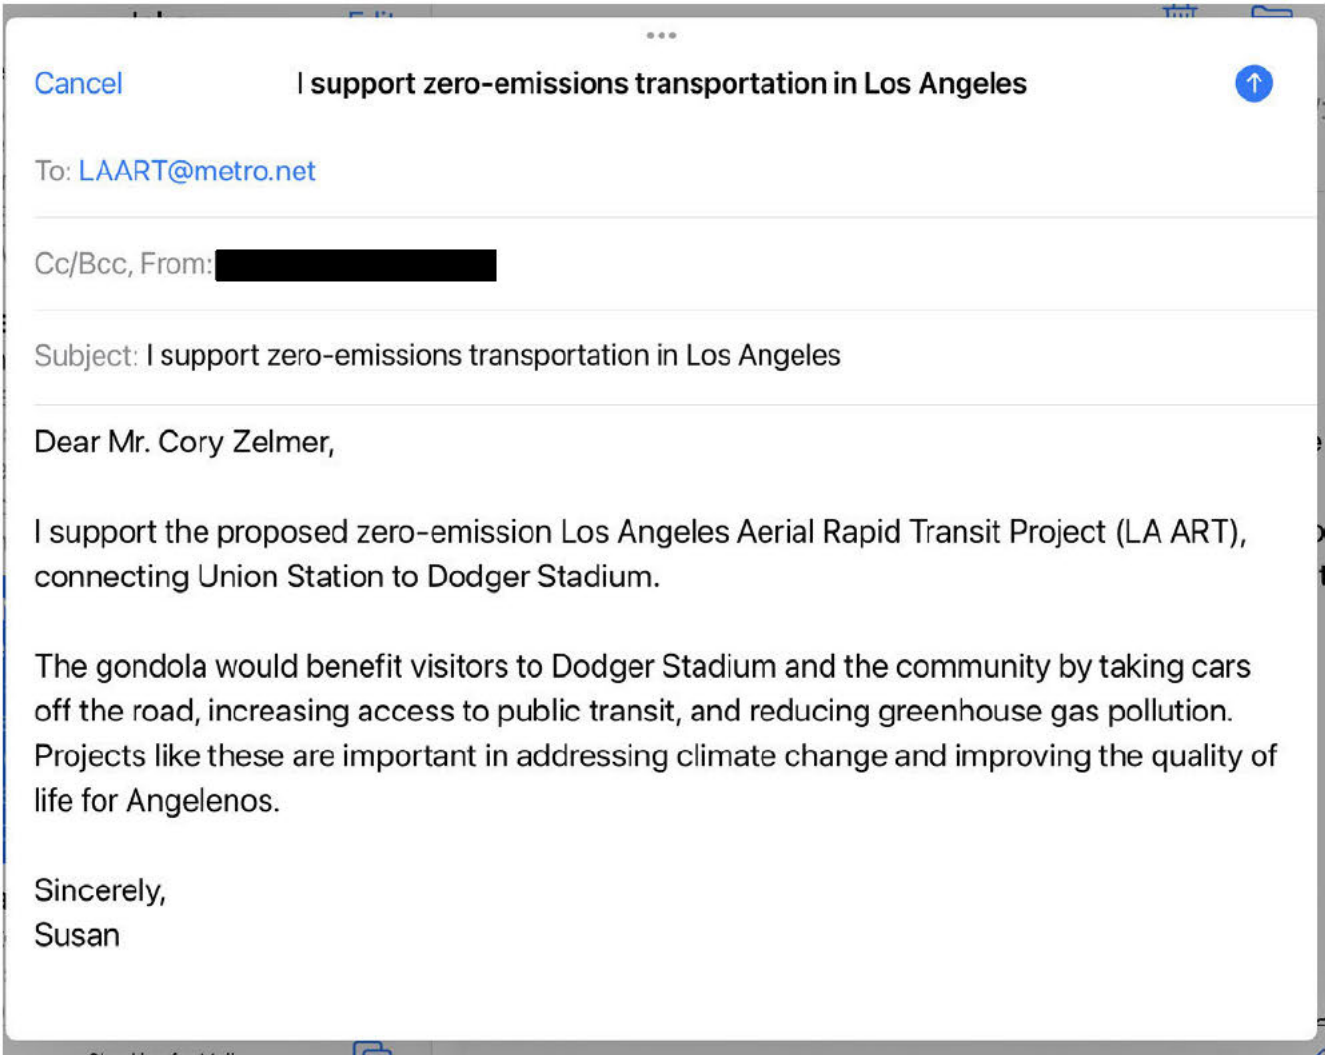 Cancel
I support zero-emissions transportation in Los Angeles
To: LAART@metro.net
Cc/Bcc, From:
Subject: I support zero-emissions transportation in Los Angeles
Dear Mr. Cory Zelmer,
I support the proposed zero-emission Los Angeles Aerial Rapid Transit Project (LA ART),
connecting Union Station to Dodger Stadium.
The gondola would benefit visitors to Dodger Stadium and the community by taking cars
off the road, increasing access to public transit, and reducing greenhouse gas pollution.
Projects like these are important in addressing climate change and improving the quality of
life for Angelenos.
Sincerely,
Susan